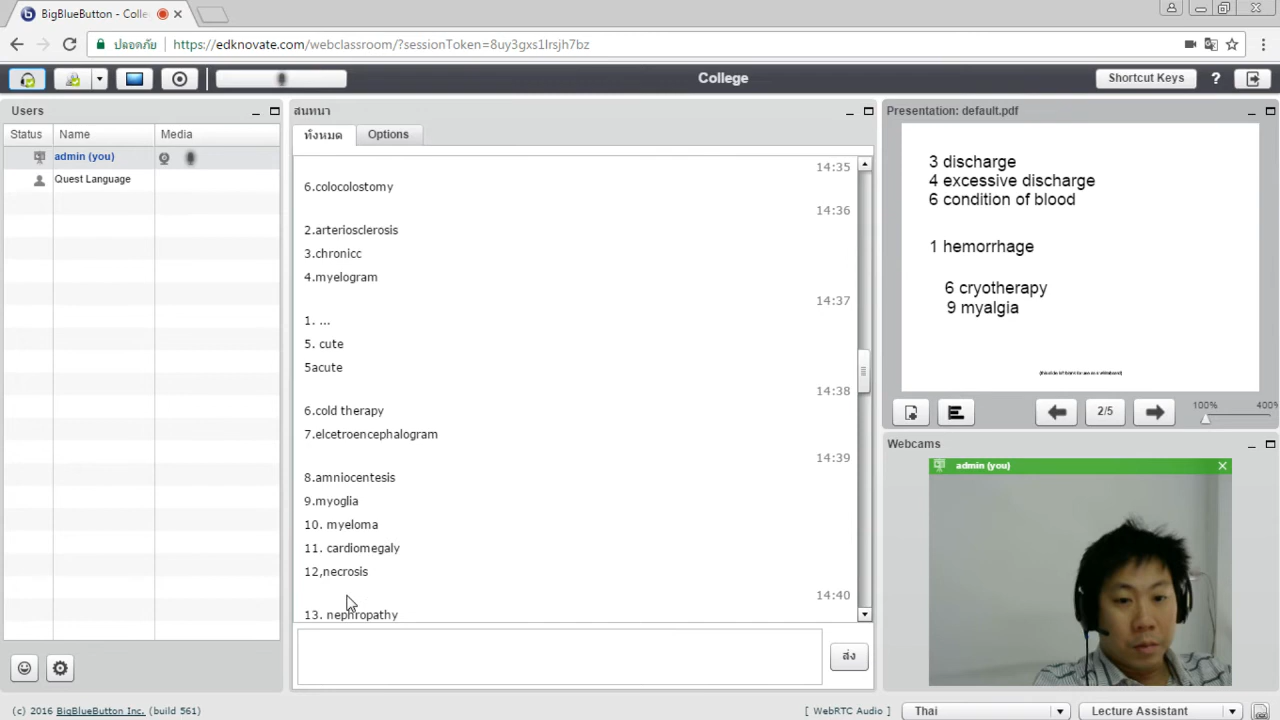 BigBlueButton - Colle
ปลอดภัย
https://edknovate.com/webclassroom/?sessionToken=8uy3gxs1lrsjh7bz
College
Shortcut Keys
?
Users
Status
Name
Media
admin (you)
Quest Language
สนทนา
ทั้งหมด
Options
14:35
6.colocolostomy
14:36
2.arteriosclerosis
3.chronicc
4.myelogram
14:37
1. ...
5. cute
5acute
14:38
6.cold therapy
7.elcetroencephalogram
14:39
8.amniocentesis
9.myoglia
10. myeloma
11. cardiomegaly
12,necrosis
14:40
13. nephropathy
ส่ง
Presentation: default.pdf
3 discharge
4 excessive discharge
6 condition of blood
1 hemorrhage
6 cryotherapy
9 myalgia
2/5
100%
400%
Webcams
admin (you)
(c) 2016 BigBlueButton Inc. (build 561)
[ WebRTC Audio ]
Thai
Lecture Assistant